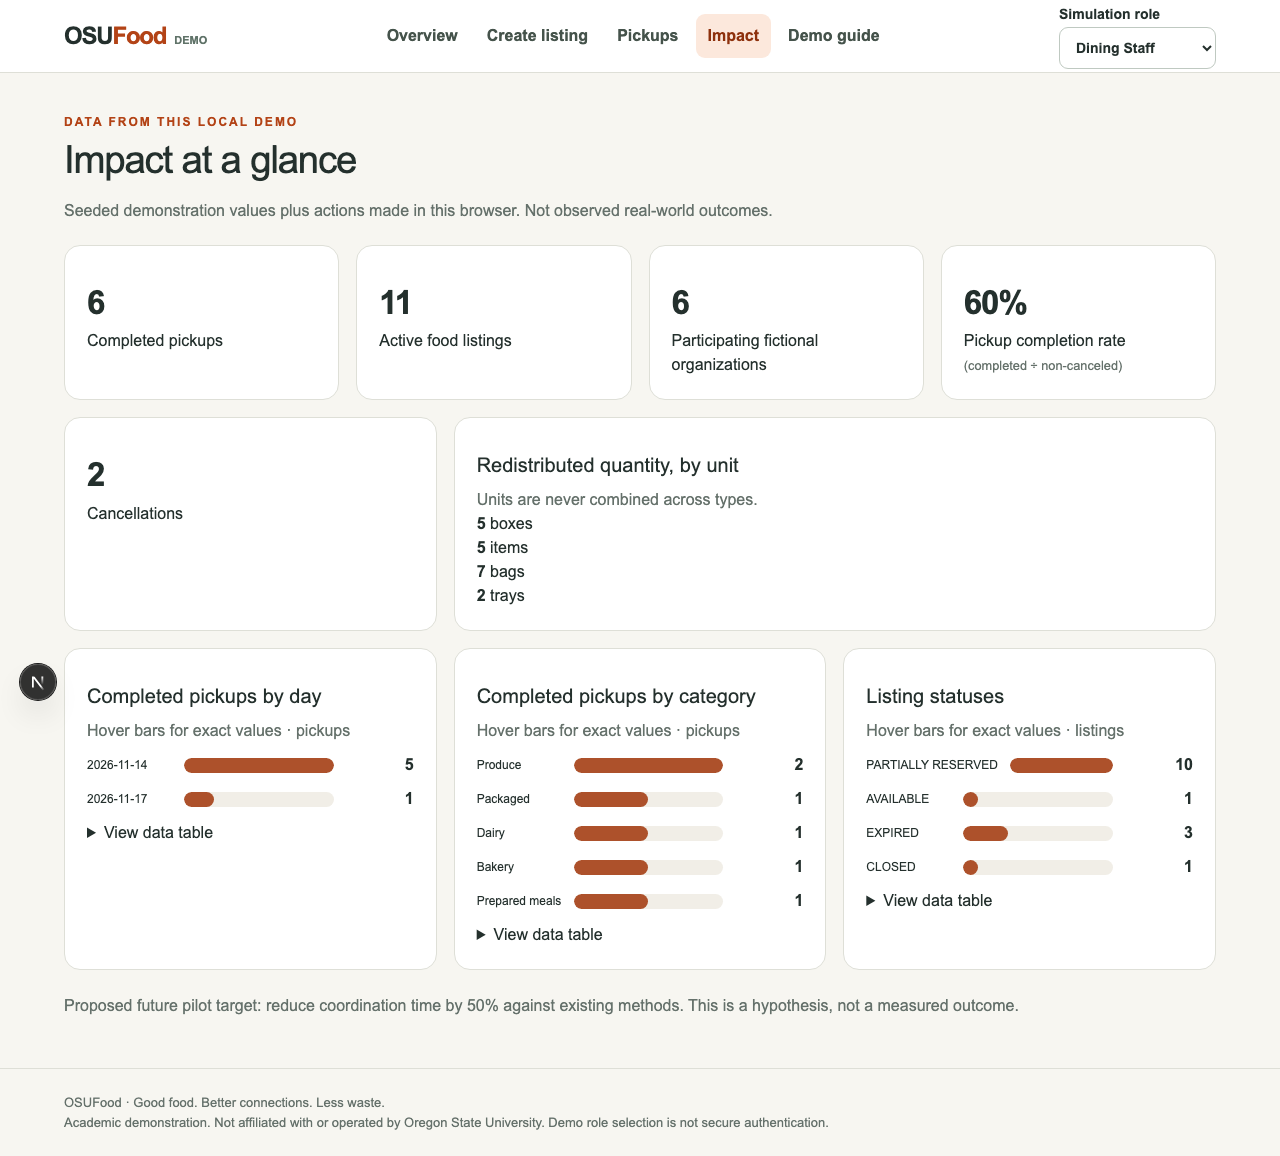 OSUFood DEMO
Overview
Create listing
Pickups
Impact
Demo guide
Simulation role
Dining Staff
DATA FROM THIS LOCAL DEMO
Impact at a glance
Seeded demonstration values plus actions made in this browser. Not observed real-world outcomes.
6
Completed pickups
11
Active food listings
6
Participating fictional
organizations
60%
Pickup completion rate
(completed ÷ non-canceled)
2
Cancellations
Redistributed quantity, by unit
Units are never combined across types.
5 boxes
5 items
7 bags
2 trays
N
Completed pickups by day
Hover bars for exact values · pickups
2026-11-14 5
2026-11-17 1
View data table
Completed pickups by category
Hover bars for exact values · pickups
Produce 2
Packaged 1
Dairy 1
Bakery 1
Prepared meals 1
View data table
Listing statuses
Hover bars for exact values · listings
PARTIALLY RESERVED 10
AVAILABLE 1
EXPIRED 3
CLOSED 1
View data table
Proposed future pilot target: reduce coordination time by 50% against existing methods. This is a hypothesis, not a measured outcome.
OSUFood · Good food. Better connections. Less waste.
Academic demonstration. Not affiliated with or operated by Oregon State University. Demo role selection is not secure authentication.